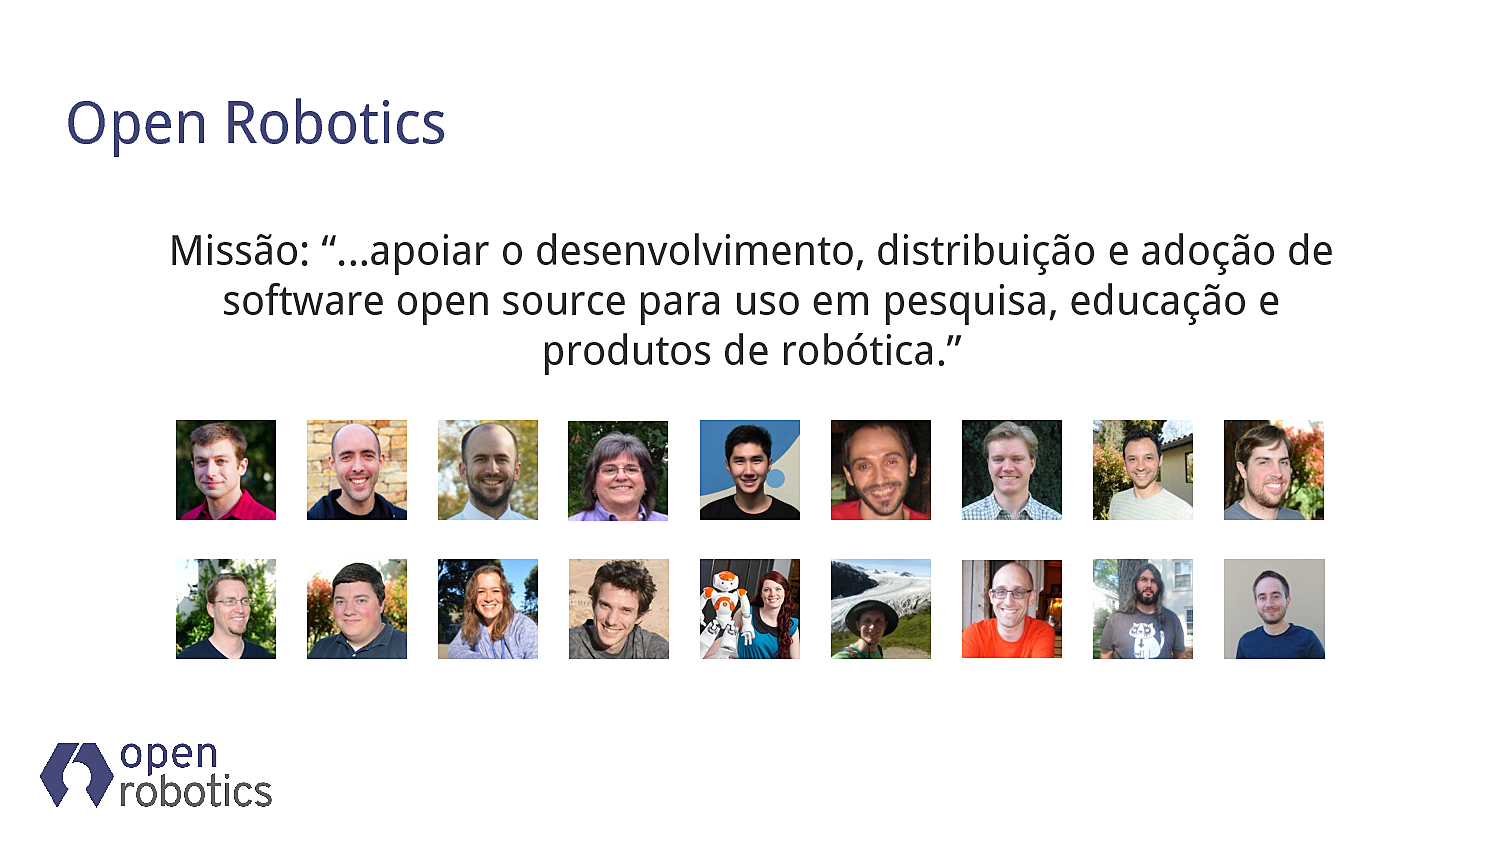 Open Robotics
Missão: “...apoiar o desenvolvimento, distribuição e adoção de
software open source para uso em pesquisa, educação e
produtos de robótica.”
open
robotics